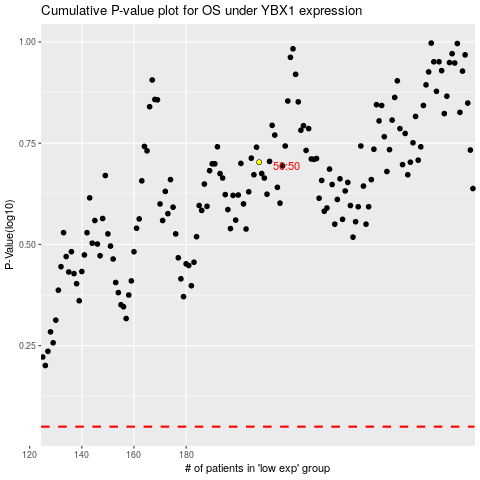 Cumulative P-value plot for OS under YBX1 expression
P-Value(log10)
1.00
0.75
0.50
0.25
50:50
120 140 160 180
# of patients in 'low exp' group